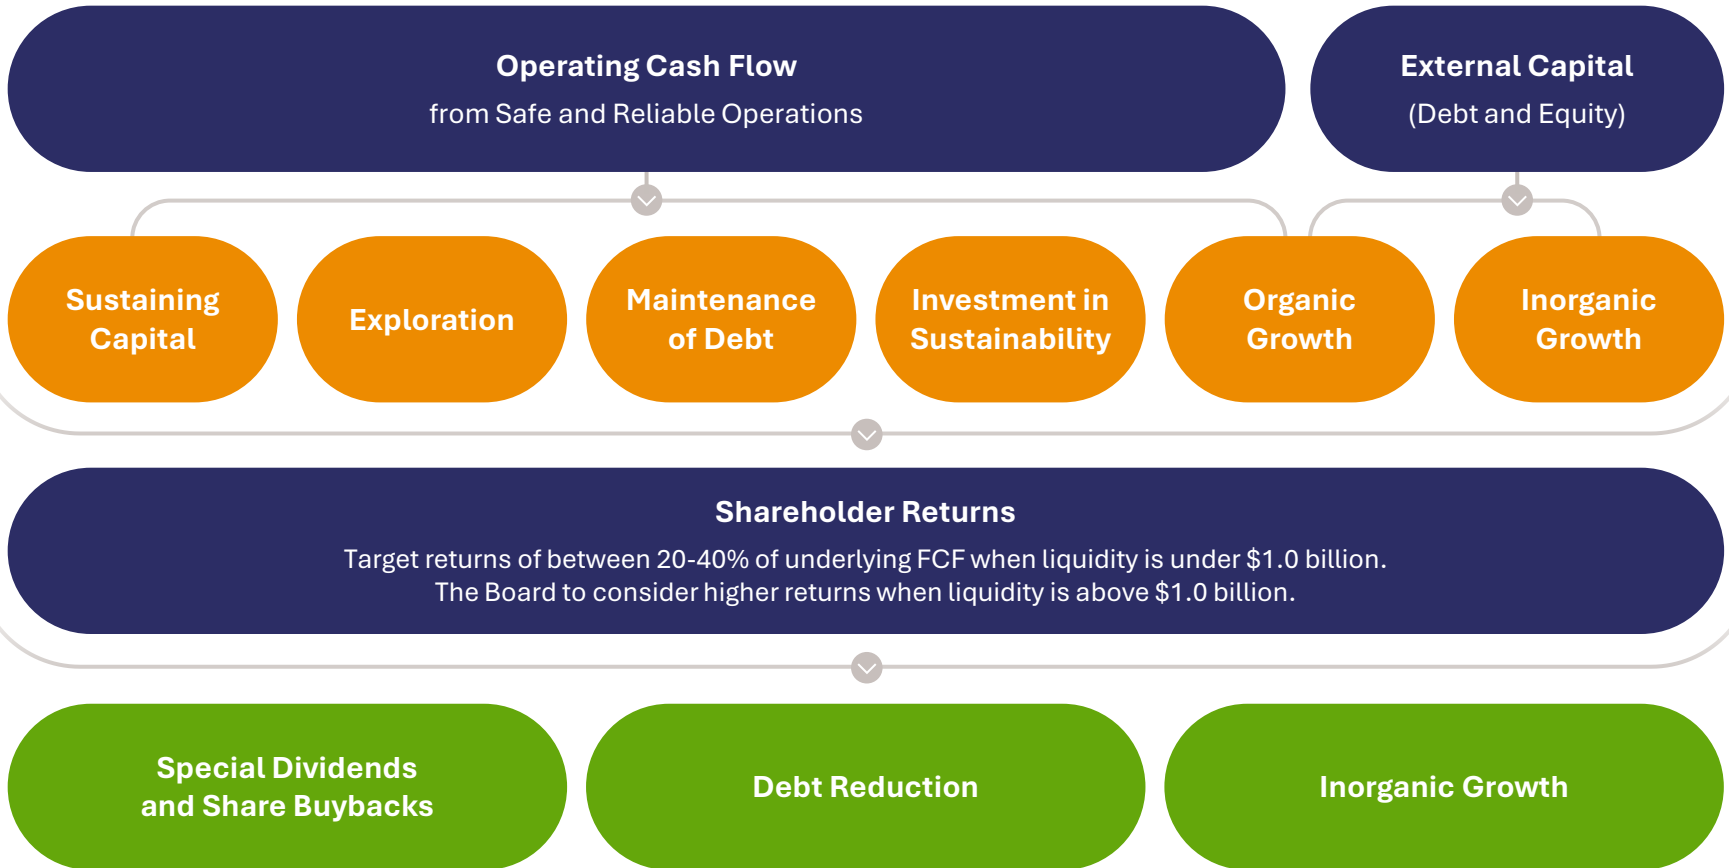 Operating Cash Flow
from Safe and Reliable Operations
External Capital
(Debt and Equity)
Sustaining
Capital
Exploration
Maintenance
of Debt
Investment in
Sustainability
Organic
Growth
Inorganic
Growth
Shareholder Returns
Target returns of between 20-40% of underlying FCF when liquidity is under $1.0 billion.
The Board to consider higher returns when liquidity is above $1.0 billion.
Special Dividends
and Share Buybacks
Debt Reduction
Inorganic Growth